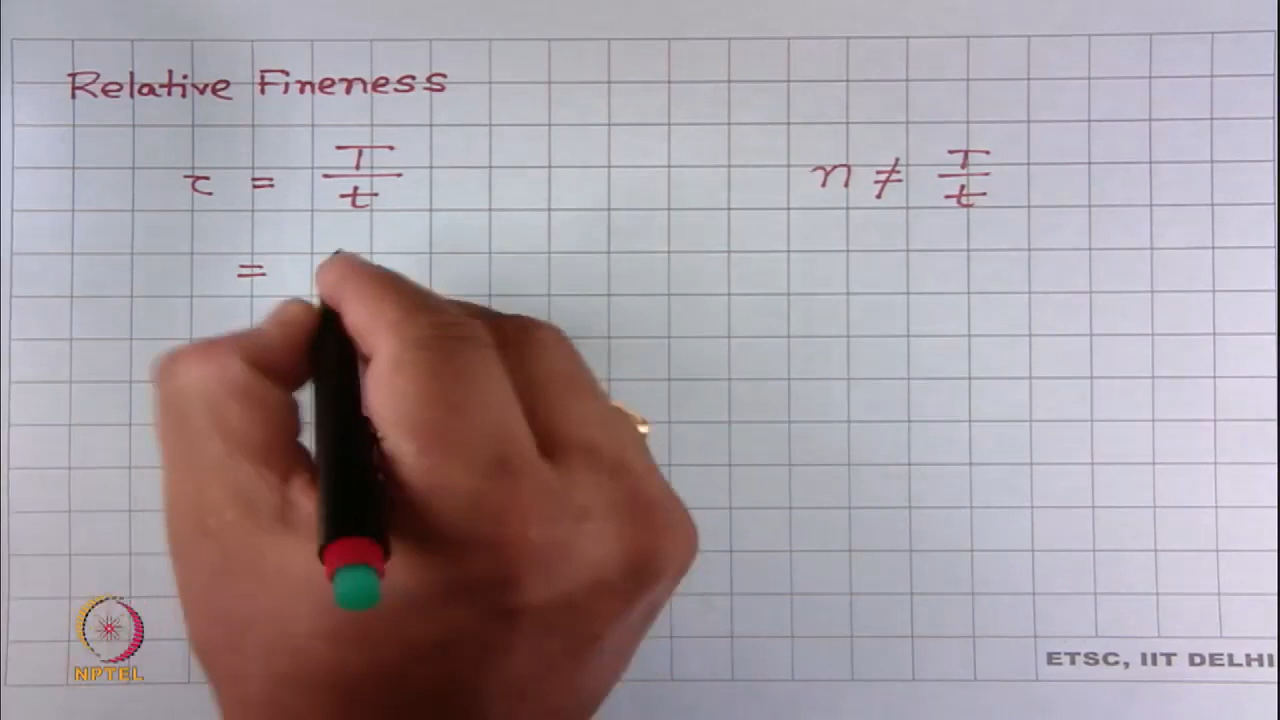 Relative Fineness
τ = T/t
n ≠ T/t
=
NPTEL
ETSC, IIT DELHI